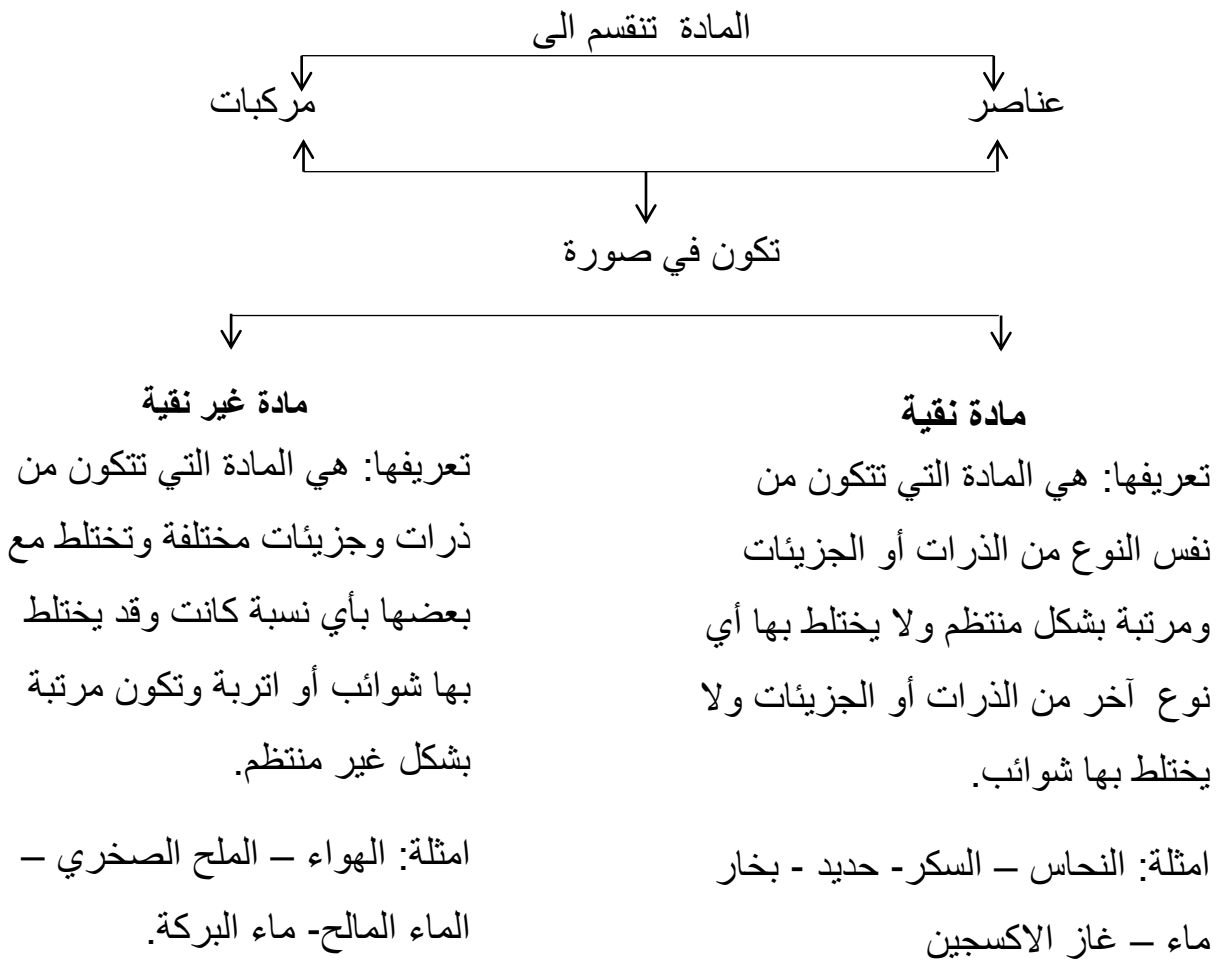 المادة تنقسم الى
عناصر
مركبات
تكون في صورة
مادة نقية
تعريفها: هي المادة التي تتكون من
نفس النوع من الذرات أو الجزيئات
ومرتبة بشكل منتظم ولا يختلط بها أي
نوع آخر من الذرات أو الجزيئات ولا
يختلط بها شوائب.
امثلة: النحاس – السكر- حديد - بخار
ماء – غاز الاكسجين
مادة غير نقية
تعريفها: هي المادة التي تتكون من
ذرات وجزيئات مختلفة وتختلط مع
بعضها بأي نسبة كانت وقد يختلط
بها شوائب أو اتربة وتكون مرتبة
بشكل غير منتظم.
امثلة: الهواء – الملح الصخري –
الماء المالح- ماء البركة.